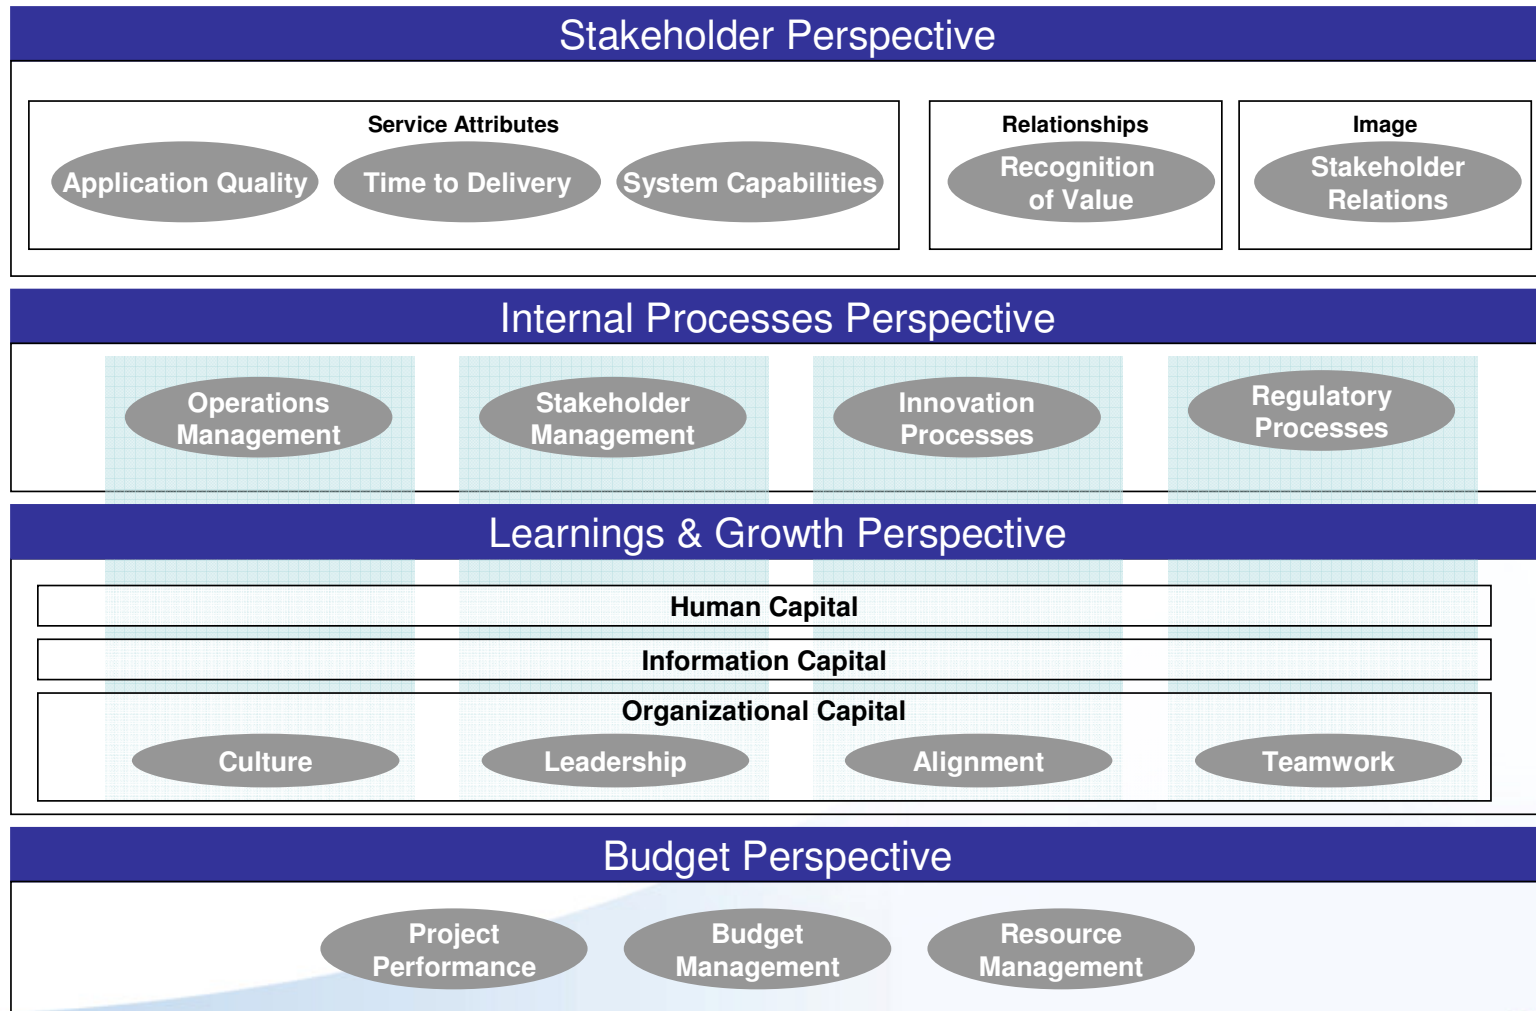 Stakeholder Perspective
Service Attributes
Application Quality
Time to Delivery
System Capabilities
Relationships
Recognition
of Value
Image
Stakeholder
Relations
Internal Processes Perspective
Operations
Management
Stakeholder
Management
Innovation
Processes
Regulatory
Processes
Learnings & Growth Perspective
Human Capital
Information Capital
Organizational Capital
Culture
Leadership
Alignment
Teamwork
Budget Perspective
Project
Performance
Budget
Management
Resource
Management